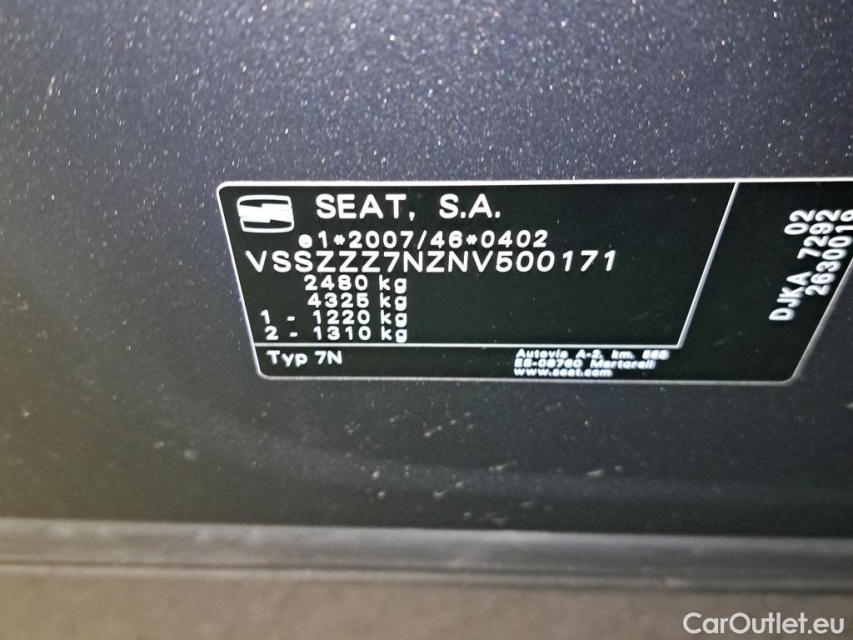 SEAT, S.A.
e1*2007/46*0402
VSSZZZ7NZNV500171
2480 kg
4325 kg
1 - 1220 kg
2 - 1310 kg
Typ 7N
Autovia A-2, km. 585
ES-08760 Martorell
www.seat.com
02
DJKA 7292
2630019
CarOutlet.eu